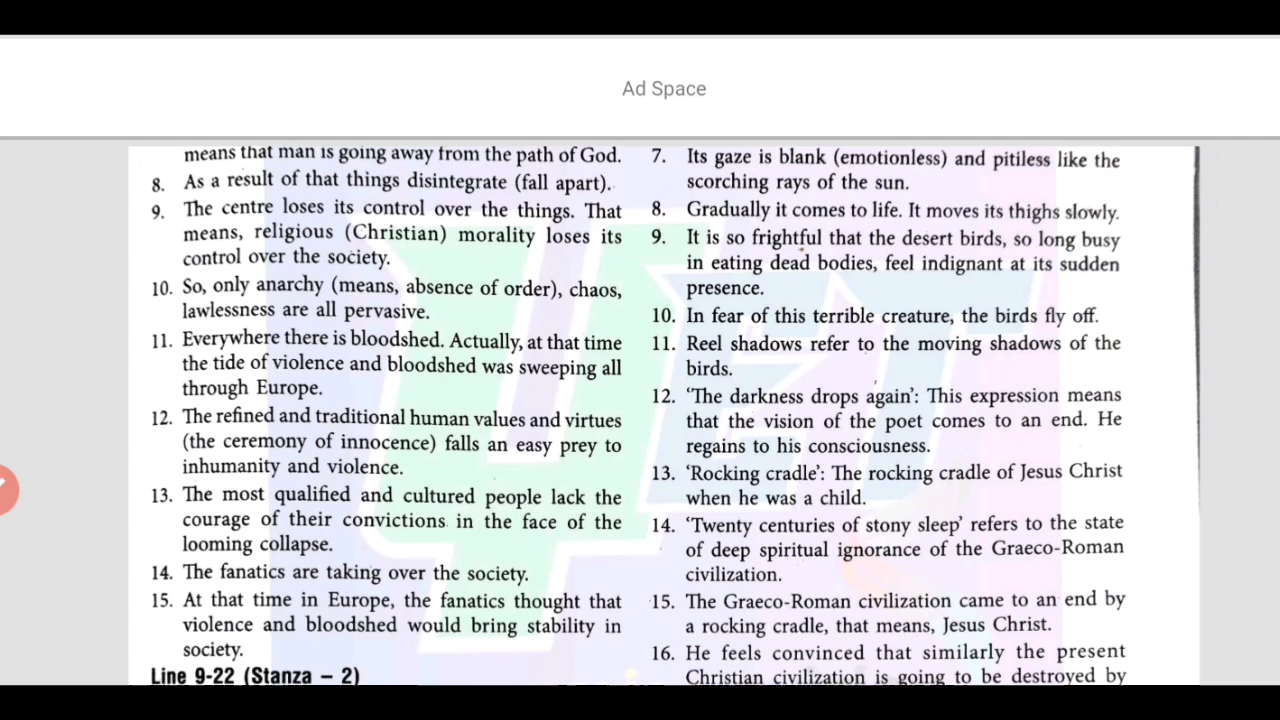 Ad Space
means that man is going away from the path of God.
8. As a result of that things disintegrate (fall apart).
9. The centre loses its control over the things. That
means, religious (Christian) morality loses its
control over the society.
10. So, only anarchy (means, absence of order), chaos,
lawlessness are all pervasive.
11. Everywhere there is bloodshed. Actually, at that time
the tide of violence and bloodshed was sweeping all
through Europe.
12. The refined and traditional human values and virtues
(the ceremony of innocence) falls an easy prey to
inhumanity and violence.
13. The most qualified and cultured people lack the
courage of their convictions in the face of the
looming collapse.
14. The fanatics are taking over the society.
15. At that time in Europe, the fanatics thought that
violence and bloodshed would bring stability in
society.
Line 9-22 (Stanza – 2)
7. Its gaze is blank (emotionless) and pitiless like the
scorching rays of the sun.
8. Gradually it comes to life. It moves its thighs slowly.
9. It is so frightful that the desert birds, so long busy
in eating dead bodies, feel indignant at its sudden
presence.
10. In fear of this terrible creature, the birds fly off.
11. Reel shadows refer to the moving shadows of the
birds.
12. ‘The darkness drops again’: This expression means
that the vision of the poet comes to an end. He
regains to his consciousness.
13. ‘Rocking cradle’: The rocking cradle of Jesus Christ
when he was a child.
14. ‘Twenty centuries of stony sleep’ refers to the state
of deep spiritual ignorance of the Graeco-Roman
civilization.
15. The Graeco-Roman civilization came to an end by
a rocking cradle, that means, Jesus Christ.
16. He feels convinced that similarly the present
Christian civilization is going to be destroyed by